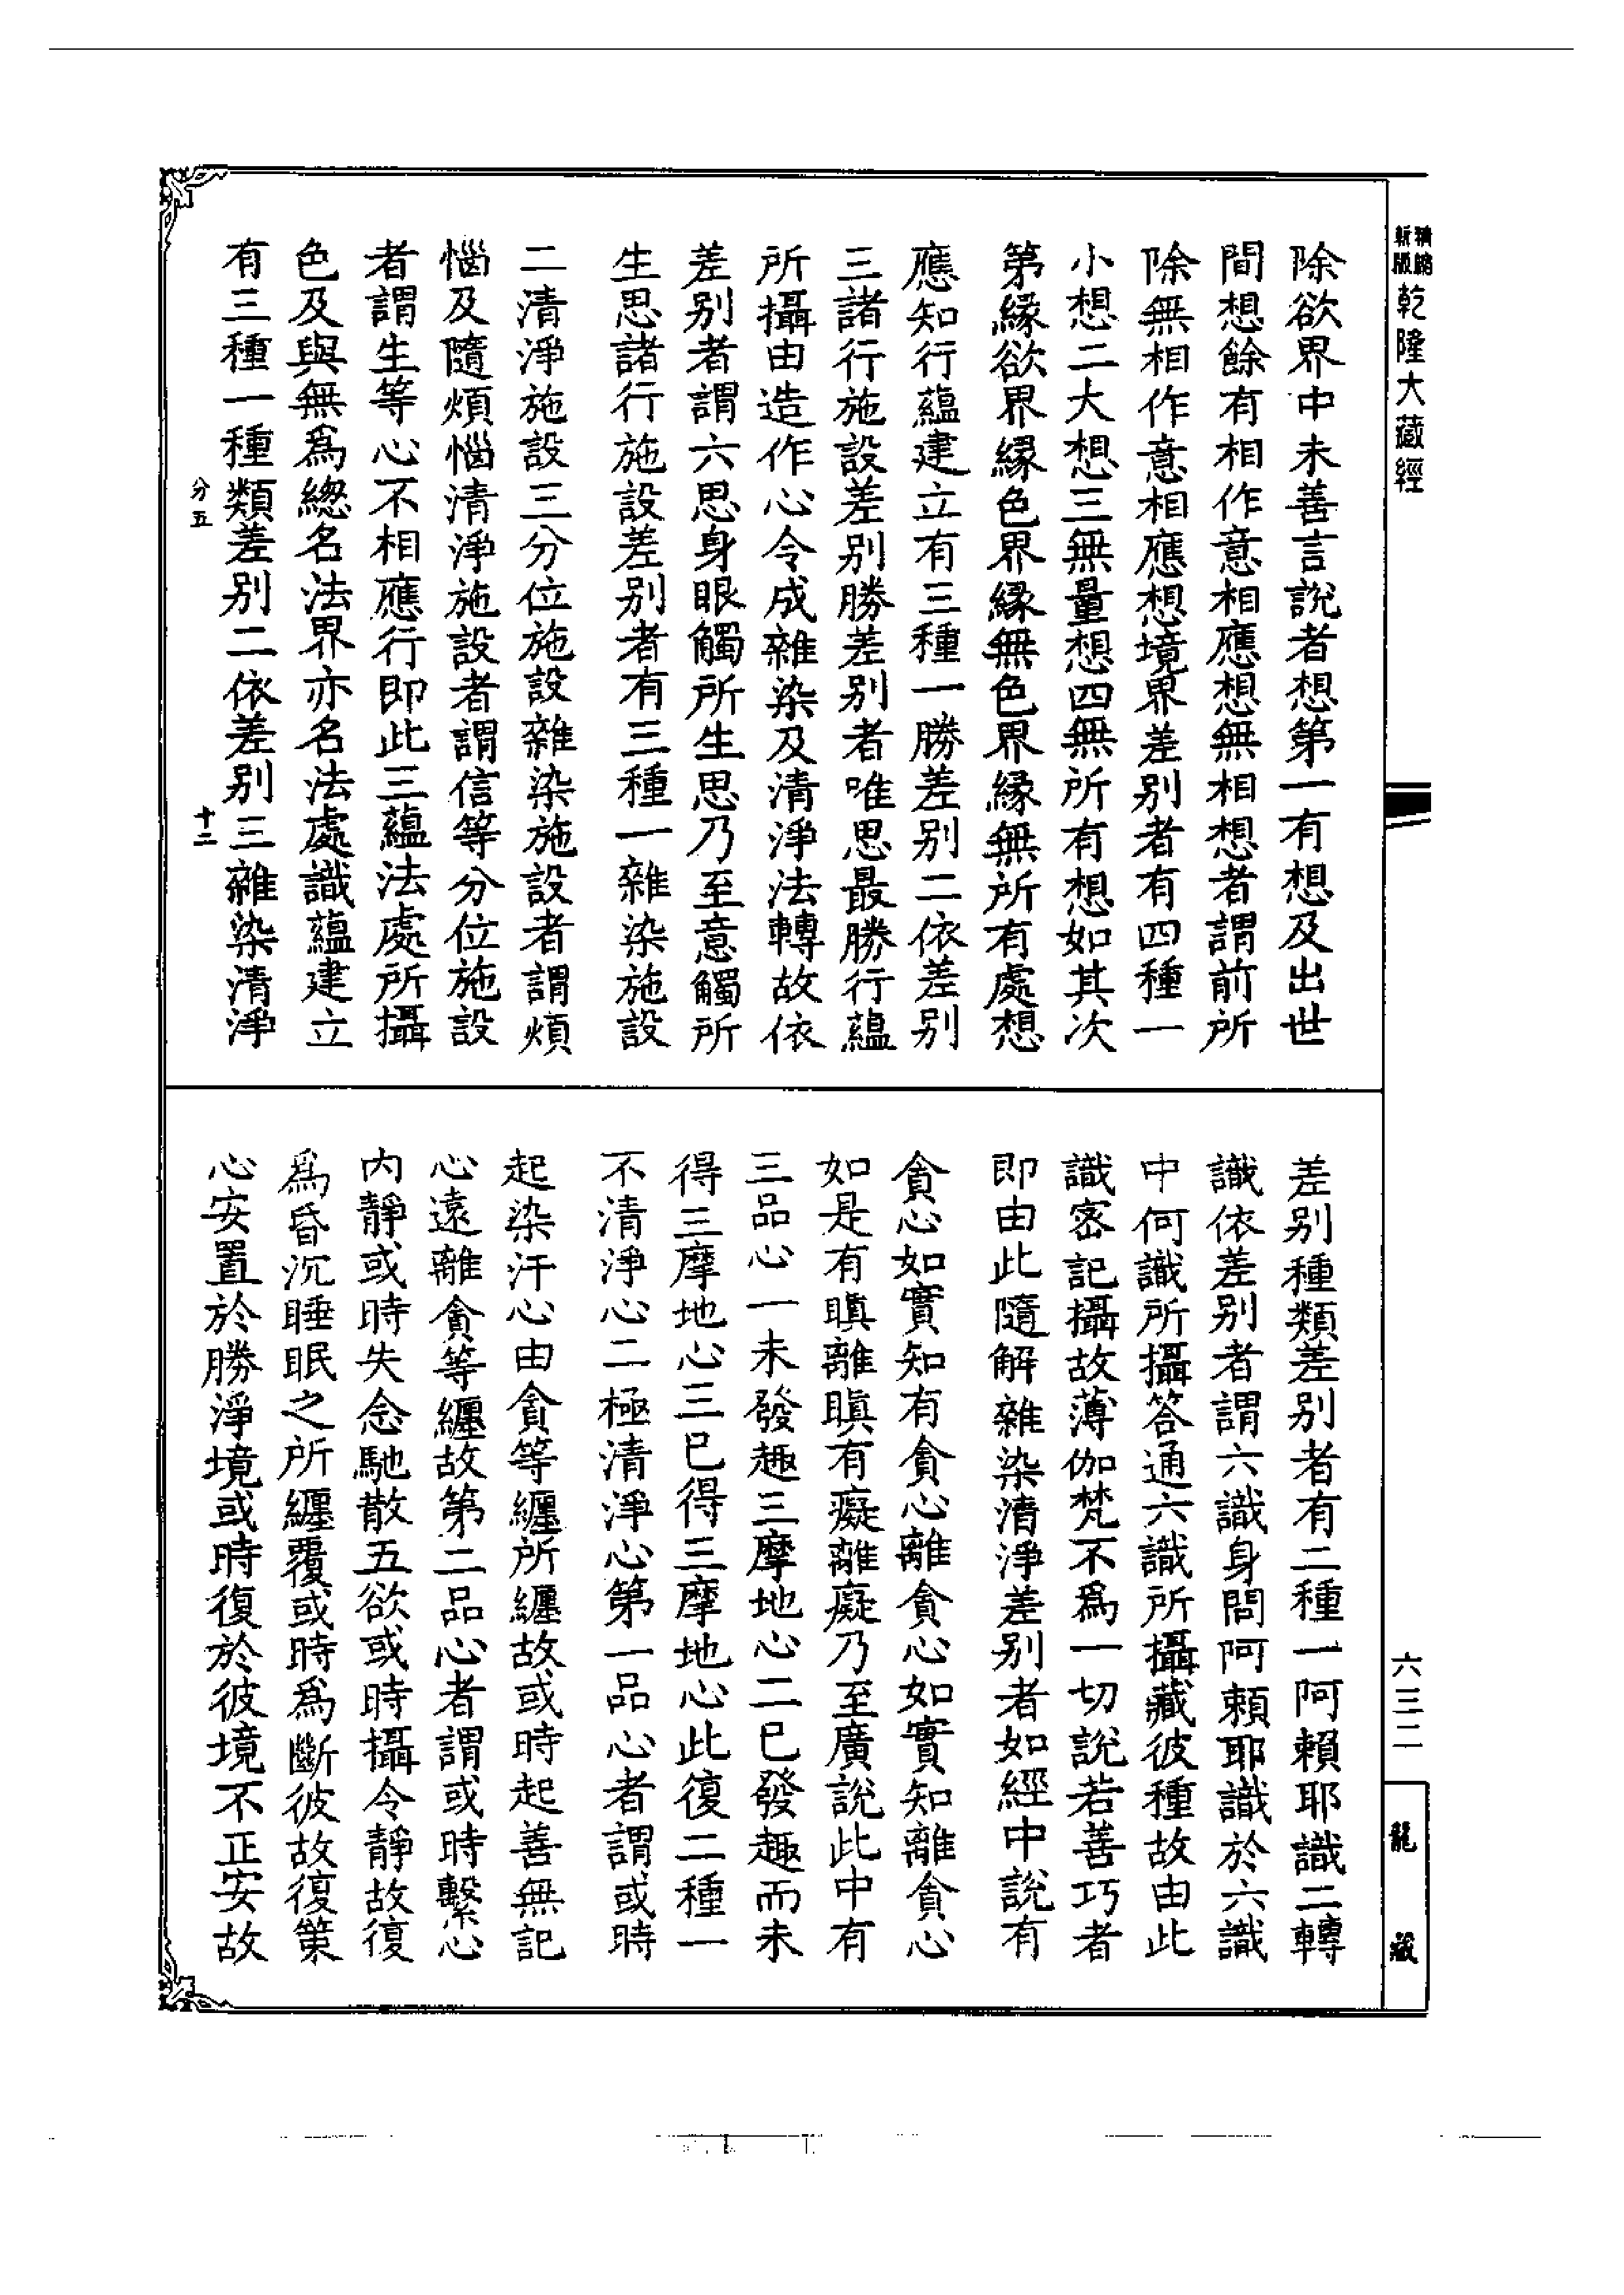 精縮
新版
乾隆大藏經
六三二
龍藏
除欲界中未善言說者想第一有想及出世
間想餘有相作意相應想無相想者謂前所
除無相作意相應想境界差別者有四種一
小想二大想三無量想四無所有想如其次
第緣欲界緣色界緣無色界緣無所有處想
應知行蘊建立有三種一勝差別二依差別
三諸行施設差別勝差別者唯思最勝行蘊
所攝由造作心令成雜染及清淨法轉故依
差別者謂六思身眼觸所生思乃至意觸所
生思諸行施設差別者有三種一雜染施設
二清淨施設三分位施設雜染施設者謂煩
惱及隨煩惱清淨施設者謂信等分位施設
者謂生等心不相應行即此三蘊法處所攝
色及與無為總名法界亦名法處識蘊建立
有三種一種類差別二依差別三雜染清淨
分五
十二
差別種類差別者有二種一阿賴耶識二轉
識依差別者謂六識身問阿賴耶識於六識
中何識所攝答通六識所攝藏彼種故由此
識密記攝故薄伽梵不為一切說若善巧者
即由此隨解雜染清淨差別者如經中說有
貪心如實知有貪心離貪心如實知離貪心
如是有瞋離瞋有癡離癡乃至廣說此中有
三品心一未發趣三摩地心二已發趣而未
得三摩地心三已得三摩地心此復二種一
不清淨心二極清淨心第一品心者謂或時
起染汙心由貪等纏所纏故或時起善無記
心遠離貪等纏故第二品心者謂或時繫心
內靜或時失念馳散五欲或時攝令靜故復
為昏沉睡眠之所纏覆或時為斷彼故復策
心安置於勝淨境或時復於彼境不正安故